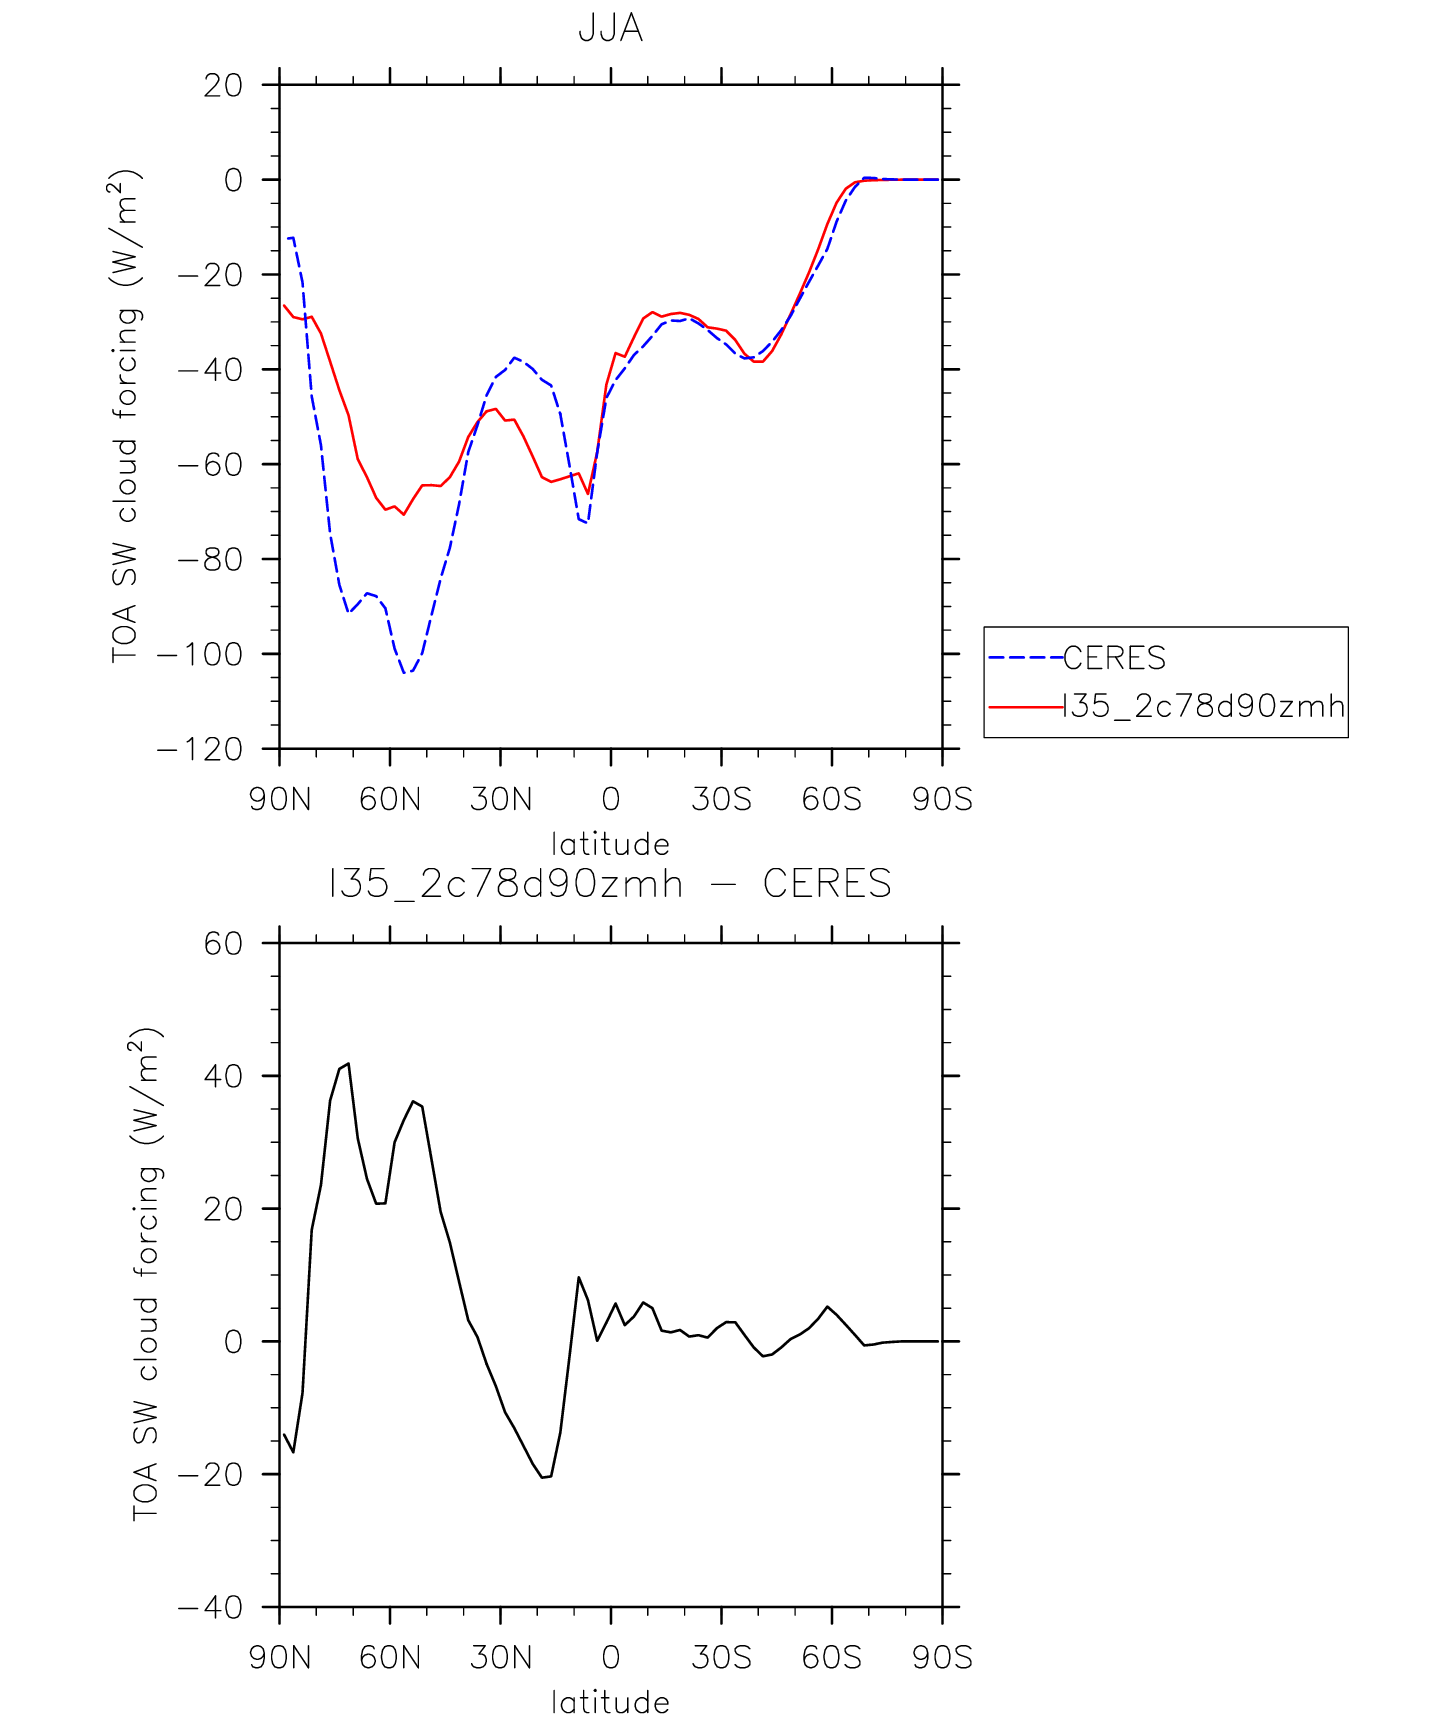 JJA
20
0
−20
−40
−60
−80
−100
−120
TOA SW cloud forcing (W/m²)
90N 60N 30N 0 30S 60S 90S
latitude
CERES
I35_2c78d90zmh
I35_2c78d90zmh − CERES
60
40
20
0
−20
−40
TOA SW cloud forcing (W/m²)
90N 60N 30N 0 30S 60S 90S
latitude